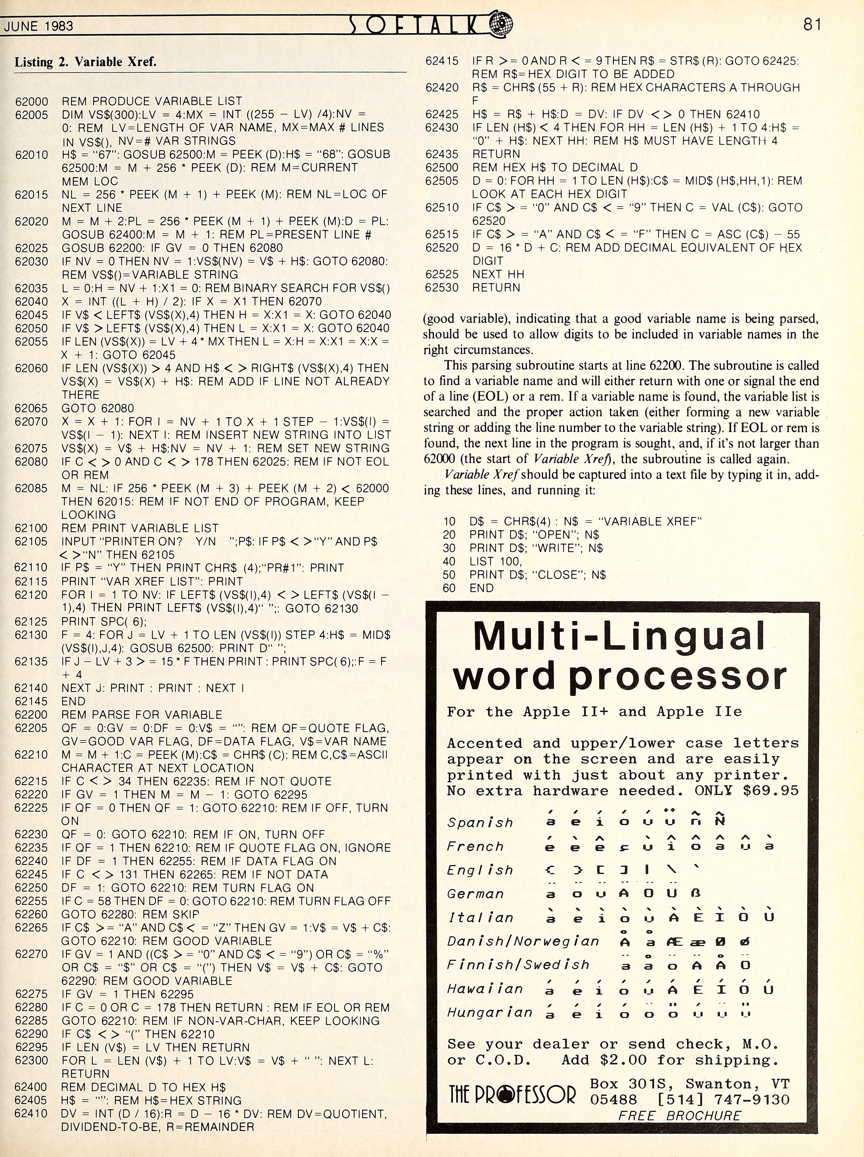 JUNE 1983
SOFTALK
81
Listing 2. Variable Xref.
62000 REM PRODUCE VARIABLE LIST
62005 DIM VS$(300):LV = 4:MX = INT ((255 – LV) /4):NV =
0: REM LV=LENGTH OF VAR NAME, MX=MAX # LINES
IN VS$(), NV=# VAR STRINGS
62010 H$ = "67": GOSUB 62500:M = PEEK (D):H$ = "68": GOSUB
62500:M = M + 256 * PEEK (D): REM M=CURRENT
MEM LOC
62015 NL = 256 * PEEK (M + 1) + PEEK (M): REM NL=LOC OF
NEXT LINE
62020 M = M + 2:PL = 256 * PEEK (M + 1) + PEEK (M):D = PL:
GOSUB 62400:M = M + 1: REM PL=PRESENT LINE #
62025 GOSUB 62200: IF GV = 0 THEN 62080
62030 IF NV = 0 THEN NV = 1:VS$(NV) = V$ + H$: GOTO 62080:
REM VS$()=VARIABLE STRING
62035 L = 0:H = NV + 1:X1 = 0: REM BINARY SEARCH FOR VS$()
62040 X = INT ((L + H) / 2): IF X = X1 THEN 62070
62045 IF V$ < LEFT$ (VS$(X),4) THEN H = X:X1 = X: GOTO 62040
62050 IF V$ > LEFT$ (VS$(X),4) THEN L = X:X1 = X: GOTO 62040
62055 IF LEN (VS$(X)) = LV + 4 * MX THEN L = X:H = X:X1 = X:X =
X + 1: GOTO 62045
62060 IF LEN (VS$(X)) > 4 AND H$ < > RIGHT$ (VS$(X),4) THEN
VS$(X) = VS$(X) + H$: REM ADD IF LINE NOT ALREADY
THERE
62065 GOTO 62080
62070 X = X + 1: FOR I = NV + 1 TO X + 1 STEP – 1:VS$(I) =
VS$(I – 1): NEXT I: REM INSERT NEW STRING INTO LIST
62075 VS$(X) = V$ + H$:NV = NV + 1: REM SET NEW STRING
62080 IF C < > 0 AND C < > 178 THEN 62025: REM IF NOT EOL
OR REM
62085 M = NL: IF 256 * PEEK (M + 3) + PEEK (M + 2) < 62000
THEN 62015: REM IF NOT END OF PROGRAM, KEEP
LOOKING
62100 REM PRINT VARIABLE LIST
62105 INPUT "PRINTER ON? Y/N ";P$: IF P$ < >"Y" AND P$
< >"N" THEN 62105
62110 IF P$ = "Y" THEN PRINT CHR$ (4);"PR#1": PRINT
62115 PRINT "VAR XREF LIST": PRINT
62120 FOR I = 1 TO NV: IF LEFT$ (VS$(I),4) < > LEFT$ (VS$(I –
1),4) THEN PRINT LEFT$ (VS$(I),4)" ";: GOTO 62130
62125 PRINT SPC( 6);
62130 F = 4: FOR J = LV + 1 TO LEN (VS$(I)) STEP 4:H$ = MID$
(VS$(I),J,4): GOSUB 62500: PRINT D" ";
62135 IF J – LV + 3 > = 15 * F THEN PRINT : PRINT SPC( 6);:F = F
+ 4
62140 NEXT J: PRINT : PRINT : NEXT I
62145 END
62200 REM PARSE FOR VARIABLE
62205 QF = 0:GV = 0:DF = 0:V$ = "": REM QF=QUOTE FLAG,
GV=GOOD VAR FLAG, DF=DATA FLAG, V$=VAR NAME
62210 M = M + 1:C = PEEK (M):C$ = CHR$ (C): REM C,C$=ASCII
CHARACTER AT NEXT LOCATION
62215 IF C < > 34 THEN 62235: REM IF NOT QUOTE
62220 IF GV = 1 THEN M = M – 1: GOTO 62295
62225 IF QF = 0 THEN QF = 1: GOTO 62210: REM IF OFF, TURN
ON
62230 QF = 0: GOTO 62210: REM IF ON, TURN OFF
62235 IF QF = 1 THEN 62210: REM IF QUOTE FLAG ON, IGNORE
62240 IF DF = 1 THEN 62255: REM IF DATA FLAG ON
62245 IF C < > 131 THEN 62265: REM IF NOT DATA
62250 DF = 1: GOTO 62210: REM TURN FLAG ON
62255 IF C = 58 THEN DF = 0: GOTO 62210: REM TURN FLAG OFF
62260 GOTO 62280: REM SKIP
62265 IF C$ >= "A" AND C$ < = "Z" THEN GV = 1:V$ = V$ + C$:
GOTO 62210: REM GOOD VARIABLE
62270 IF GV = 1 AND ((C$ > = "0" AND C$ < = "9") OR C$ = "%"
OR C$ = "$" OR C$ = "(") THEN V$ = V$ + C$: GOTO
62290: REM GOOD VARIABLE
62275 IF GV = 1 THEN 62295
62280 IF C = 0 OR C = 178 THEN RETURN : REM IF EOL OR REM
62285 GOTO 62210: REM IF NON-VAR-CHAR, KEEP LOOKING
62290 IF C$ < > "(" THEN 62210
62295 IF LEN (V$) = LV THEN RETURN
62300 FOR L = LEN (V$) + 1 TO LV:V$ = V$ + " ": NEXT L:
RETURN
62400 REM DECIMAL D TO HEX H$
62405 H$ = "": REM H$=HEX STRING
62410 DV = INT (D / 16):R = D – 16 * DV: REM DV=QUOTIENT,
DIVIDEND-TO-BE, R=REMAINDER
62415 IF R > = 0 AND R < = 9 THEN R$ = STR$ (R): GOTO 62425:
REM R$=HEX DIGIT TO BE ADDED
62420 R$ = CHR$ (55 + R): REM HEX CHARACTERS A THROUGH
F
62425 H$ = R$ + H$:D = DV: IF DV < > 0 THEN 62410
62430 IF LEN (H$) < 4 THEN FOR HH = LEN (H$) + 1 TO 4:H$ =
"0" + H$: NEXT HH: REM H$ MUST HAVE LENGTH 4
62435 RETURN
62500 REM HEX H$ TO DECIMAL D
62505 D = 0: FOR HH = 1 TO LEN (H$):C$ = MID$ (H$,HH,1): REM
LOOK AT EACH HEX DIGIT
62510 IF C$ > = "0" AND C$ < = "9" THEN C = VAL (C$): GOTO
62520
62515 IF C$ > = "A" AND C$ < = "F" THEN C = ASC (C$) – 55
62520 D = 16 * D + C: REM ADD DECIMAL EQUIVALENT OF HEX
DIGIT
62525 NEXT HH
62530 RETURN
(good variable), indicating that a good variable name is being parsed,
should be used to allow digits to be included in variable names in the
right circumstances.
This parsing subroutine starts at line 62200. The subroutine is called
to find a variable name and will either return with one or signal the end
of a line (EOL) or a rem. If a variable name is found, the variable list is
searched and the proper action taken (either forming a new variable
string or adding the line number to the variable string). If EOL or rem is
found, the next line in the program is sought, and, if it's not larger than
62000 (the start of Variable Xref), the subroutine is called again.
Variable Xref should be captured into a text file by typing it in, add-
ing these lines, and running it:
10 D$ = CHR$(4) : N$ = "VARIABLE XREF"
20 PRINT D$; "OPEN"; N$
30 PRINT D$; "WRITE"; N$
40 LIST 100,
50 PRINT D$; "CLOSE"; N$
60 END
Multi-Lingual
word processor
For the Apple II+ and Apple IIe
Accented and upper/lower case letters
appear on the screen and are easily
printed with just about any printer.
No extra hardware needed. ONLY $69.95
Spanish á é í ó ú ü ñ Ñ
French
English
German ä ö ü Ä Ö Ü ß
Italian à è ì ò ù À È Ì Ò Ù
Danish/Norwegian Å å Æ æ Ø ø
Finnish/Swedish
Hawaiian á é í ó ú Á É Í Ó Ú
Hungarian
See your dealer or send check, M.O.
or C.O.D. Add $2.00 for shipping.
THE PROFESSOR
Box 301S, Swanton, VT
05488 [514] 747-9130
FREE BROCHURE